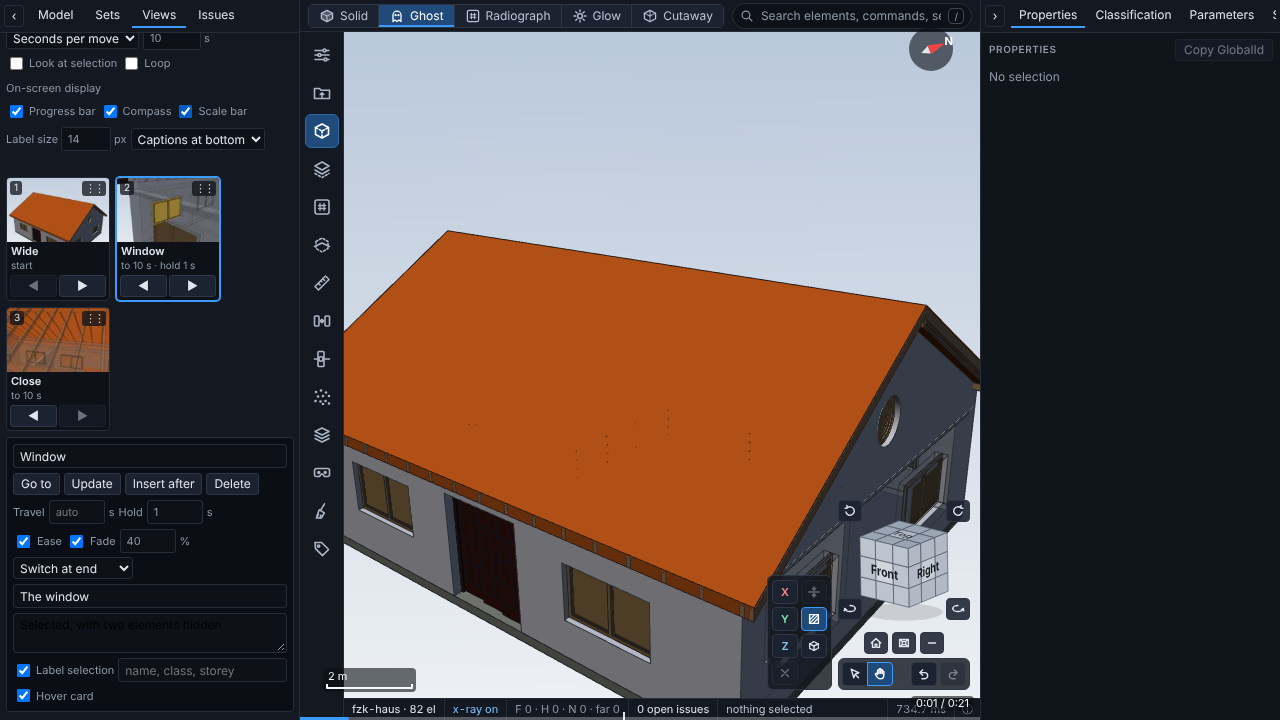 Model Sets Views Issues
Solid Ghost Radiograph Glow Cutaway
Search elements, commands, se /
Properties Classification Parameters
Seconds per move 10 s
Look at selection Loop
On-screen display
Progress bar Compass Scale bar
Label size 14 px Captions at bottom
1
Wide
start
2
Window
to 10 s · hold 1 s
3
Close
to 10 s
Window
Go to Update Insert after Delete
Travel auto s Hold 1 s
Ease Fade 40 %
Switch at end
The window
Selected, with two elements hidden
Label selection name, class, storey
Hover card
N
Front Right
X
Y
Z
2 m
fzk-haus · 82 el x-ray on F 0 · H 0 · N 0 · far 0 0 open issues nothing selected
0:01 / 0:21
PROPERTIES Copy GlobalId
No selection